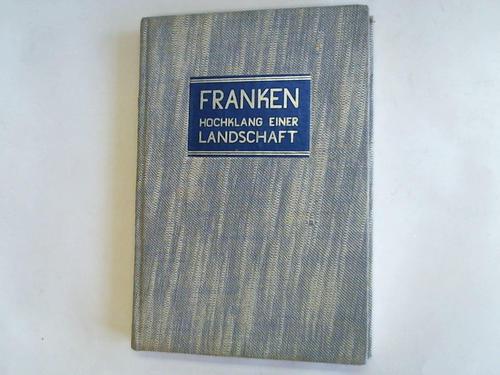 FRANKEN
HOCHKLANG EINER
LANDSCHAFT